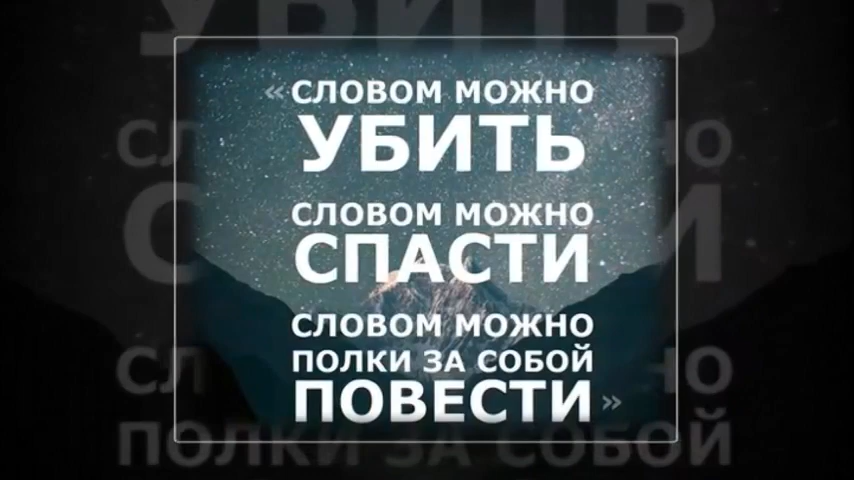 «СЛОВОМ МОЖНО
УБИТЬ
СЛОВОМ МОЖНО
СПАСТИ
СЛОВОМ МОЖНО
ПОЛКИ ЗА СОБОЙ
ПОВЕСТИ»